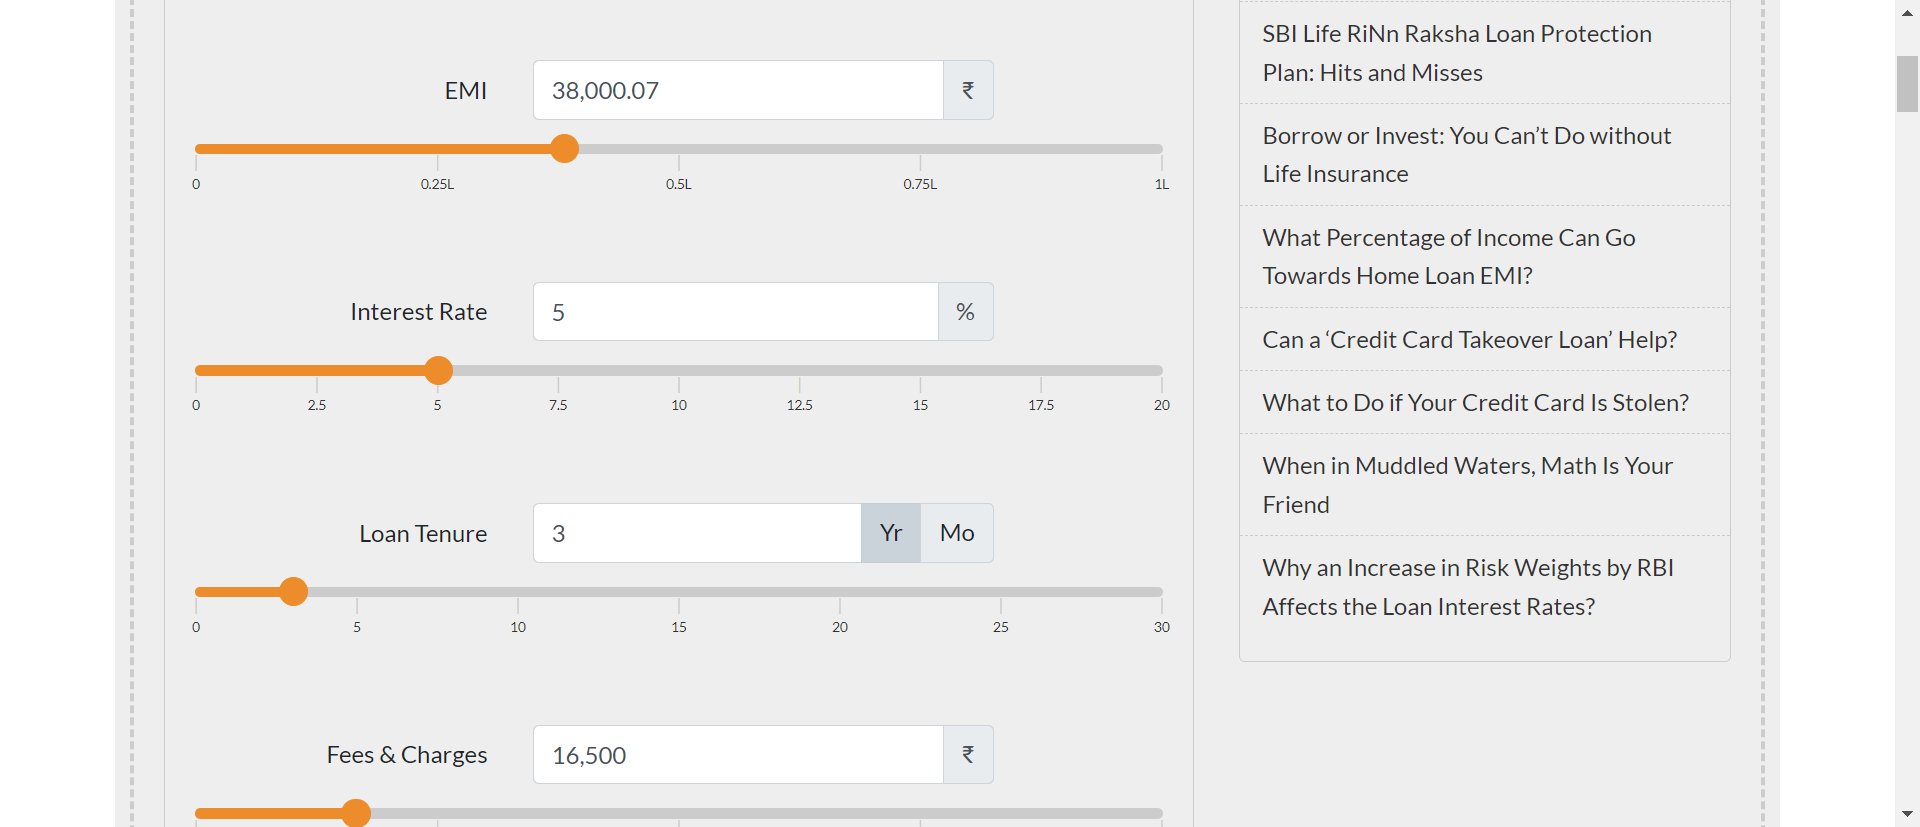 EMI
38,000.07
₹
0
0.25L
0.5L
0.75L
1L
Interest Rate
5
%
0
2.5
5
7.5
10
12.5
15
17.5
20
Loan Tenure
3
Yr
Mo
0
5
10
15
20
25
30
Fees & Charges
16,500
₹
SBI Life RiNn Raksha Loan Protection
Plan: Hits and Misses
Borrow or Invest: You Can’t Do without
Life Insurance
What Percentage of Income Can Go
Towards Home Loan EMI?
Can a ‘Credit Card Takeover Loan’ Help?
What to Do if Your Credit Card Is Stolen?
When in Muddled Waters, Math Is Your
Friend
Why an Increase in Risk Weights by RBI
Affects the Loan Interest Rates?